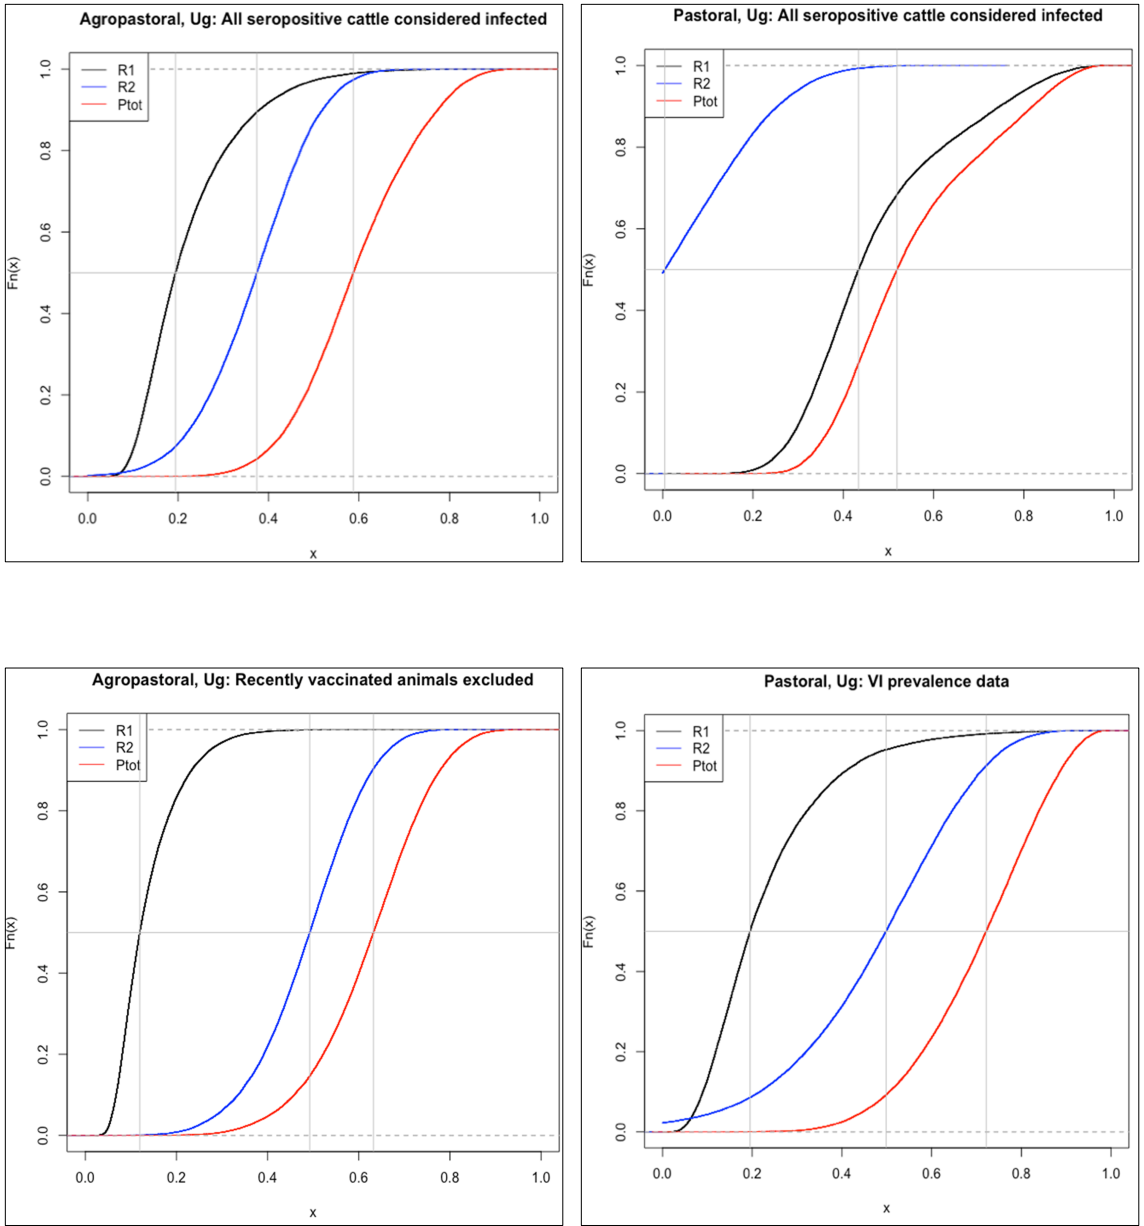 Agropastoral, Ug: All seropositive cattle considered infected
R1
R2
Ptot
Fn(x)
0.0 0.2 0.4 0.6 0.8 1.0
0.0 0.2 0.4 0.6 0.8 1.0
x
Pastoral, Ug: All seropositive cattle considered infected
R1
R2
Ptot
Fn(x)
0.0 0.2 0.4 0.6 0.8 1.0
0.0 0.2 0.4 0.6 0.8 1.0
x
Agropastoral, Ug: Recently vaccinated animals excluded
R1
R2
Ptot
Fn(x)
0.0 0.2 0.4 0.6 0.8 1.0
0.0 0.2 0.4 0.6 0.8 1.0
x
Pastoral, Ug: VI prevalence data
R1
R2
Ptot
Fn(x)
0.0 0.2 0.4 0.6 0.8 1.0
0.0 0.2 0.4 0.6 0.8 1.0
x